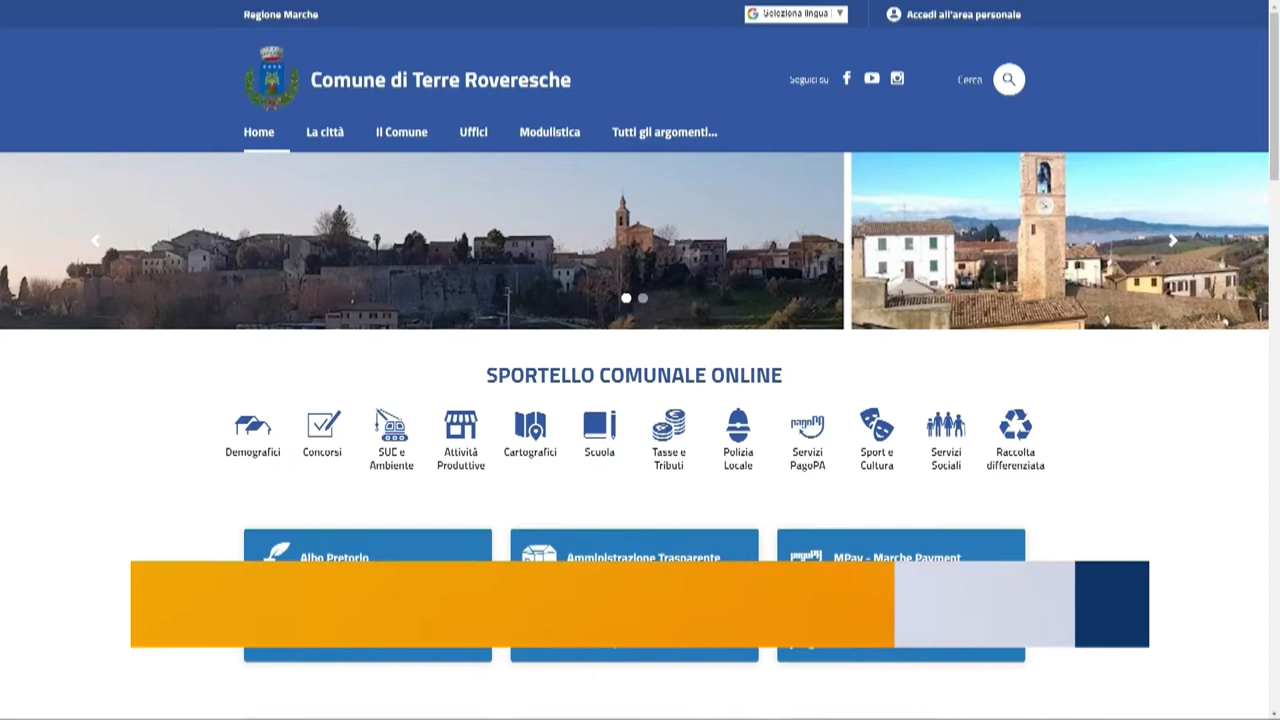 Regione Marche
Seleziona lingua ▼
Accedi all'area personale
Comune di Terre Roveresche
Seguici su
Cerca
Home La città Il Comune Uffici Modulistica Tutti gli argomenti...
SPORTELLO COMUNALE ONLINE
Demografici
Concorsi
SUE e
Ambiente
Attività
Produttive
Cartografici
Scuola
Tasse e
Tributi
Polizia
Locale
pagoPA
Servizi
PagoPA
Sport e
Cultura
Servizi
Sociali
Raccolta
differenziata
Albo Pretorio
Amministrazione Trasparente
pagoPA
MPay - Marche Payment